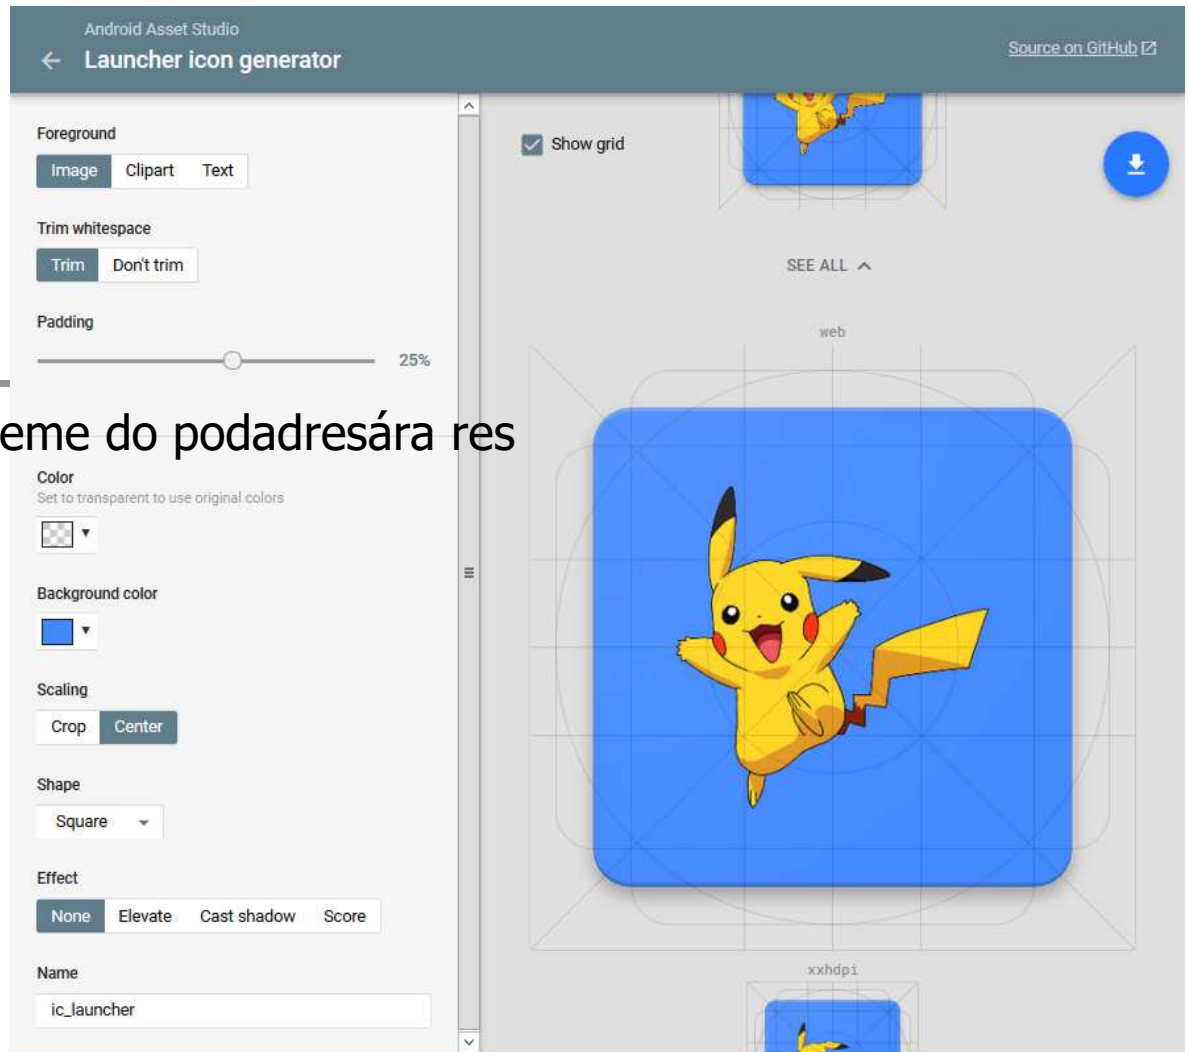 Android Asset Studio
Launcher icon generator
Source on GitHub
Foreground
Image Clipart Text
Show grid
Trim whitespace
Trim Don't trim
SEE ALL
Padding
25%
web
eme do podadresára res
Color
Set to transparent to use original colors
Background color
Scaling
Crop Center
Shape
Square
Effect
None Elevate Cast shadow Score
Name
ic_launcher
xxhdpi